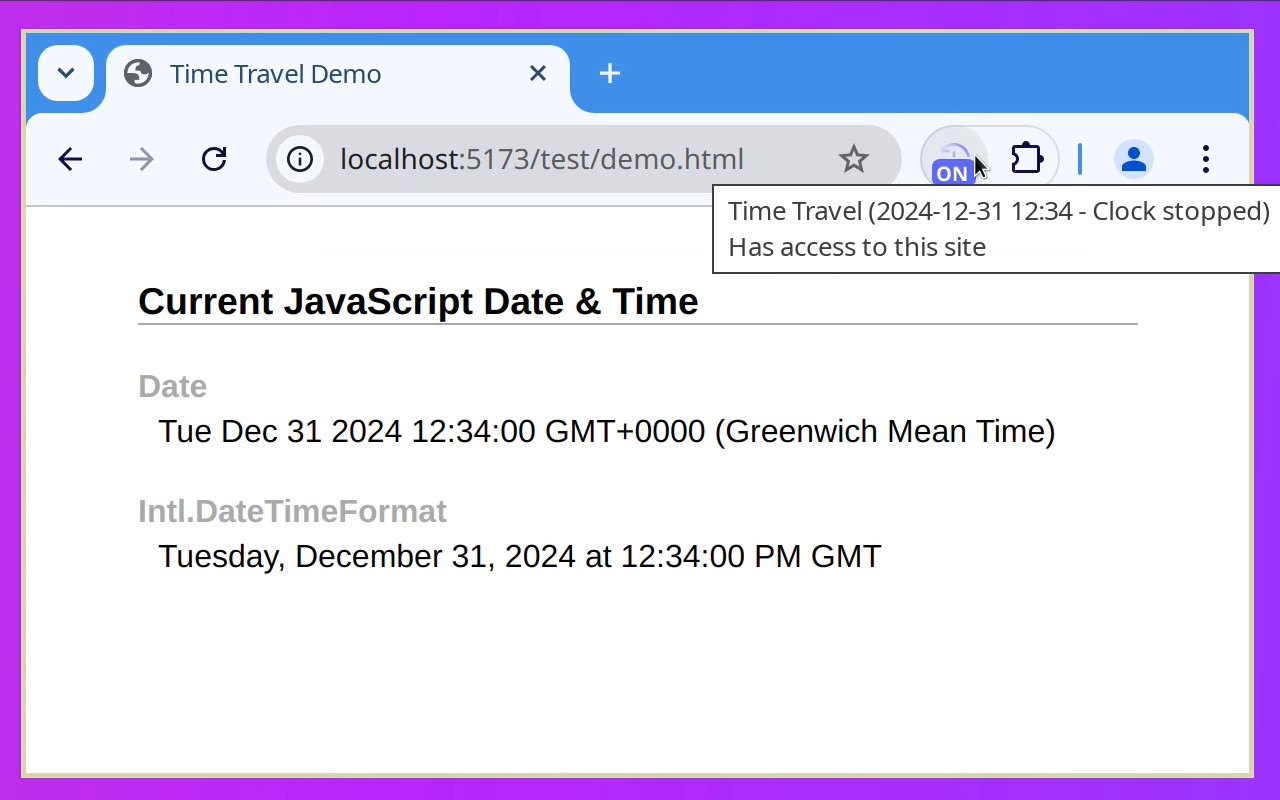 Time Travel Demo
localhost:5173/test/demo.html
ON
Time Travel (2024-12-31 12:34 - Clock stopped)
Has access to this site
Current JavaScript Date & Time
Date
Tue Dec 31 2024 12:34:00 GMT+0000 (Greenwich Mean Time)
Intl.DateTimeFormat
Tuesday, December 31, 2024 at 12:34:00 PM GMT